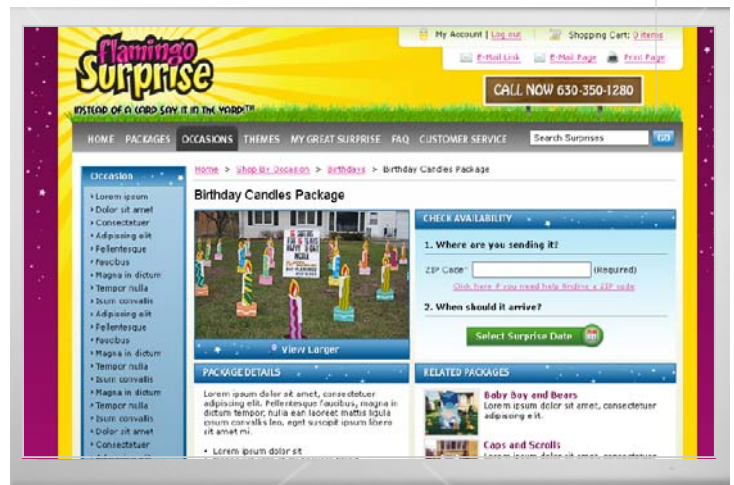 My Account | Log out
Shopping Cart: 0 items
E-Mail Link
E-Mail Page
Print Page
Flamingo
Surprise
INSTEAD OF A CARD SAY IT IN THE YARD!™
CALL NOW 630-350-1280
HOME PACKAGES OCCASIONS THEMES MY GREAT SURPRISE FAQ CUSTOMER SERVICE
Search Surprises
GO
Occasion
Lorem ipsum
Dolor sit amet
Consectetuer
Adipising elit
Pellentesque
Faucibus
Magna in dictum
Tempor nulla
Isum convallis
Adipising elit
Pellentesque
Faucibus
Magna in dictum
Tempor nulla
Isum convallis
Magna in dictum
Tempor nulla
Isum convallis
Dolor sit amet
Consectetuer
Home > Shop By Occasion > Birthdays > Birthday Candles Package
Birthday Candles Package
View Larger
CHECK AVAILABILITY
1. Where are you sending it?
ZIP Code* (Required)
Click here if you need help finding a ZIP code
2. When should it arrive?
Select Surprise Date
PACKAGE DETAILS
Lorem ipsum dolor sit amet, consectetuer
adipiscing elit. Pellentesque faucibus, magna in
dictum tempor, nulla ean laoreet mattis ligula
ipsum convallis leo, eget suscipit ipsum libero
sit amet mi.
• Lorem ipsum dolor sit
RELATED PACKAGES
Baby Boy and Bears
Lorem ipsum dolor sit amet, consectetuer
adipiscing elit.
Caps and Scrolls
Lorem ipsum dolor sit amet, consectetuer